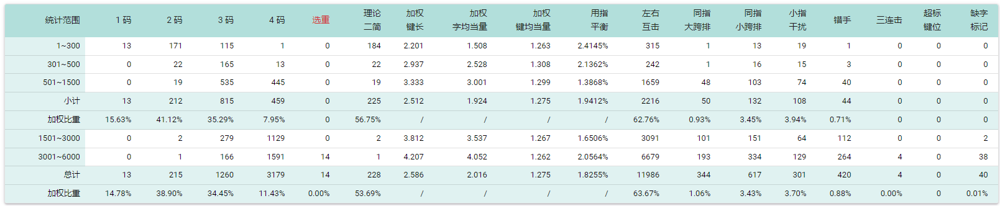 统计范围 1 码 2 码 3 码 4 码 选重 理论二简 加权键长 加权字均当量 加权键均当量 用指平衡 左右互击 同指大跨排 同指小跨排 小指干扰 错手 三连击 超标键位 缺字标记
1~300 13 171 115 1 0 184 2.201 1.508 1.263 2.4145% 315 1 13 19 1 0 0 0
301~500 0 22 165 13 0 22 2.937 2.528 1.308 2.1362% 242 1 16 15 3 0 0 0
501~1500 0 19 535 445 0 19 3.333 3.001 1.299 1.3868% 1659 48 103 74 40 0 0 0
小计 13 212 815 459 0 225 2.512 1.924 1.275 1.9412% 2216 50 132 108 44 0 0 0
加权比重 15.63% 41.12% 35.29% 7.95% 0 56.75% / / / / 62.76% 0.93% 3.45% 3.94% 0.71% 0 0 0
1501~3000 0 2 279 1129 0 2 3.812 3.537 1.267 1.6506% 3091 101 151 64 112 0 0 2
3001~6000 0 1 166 1591 14 1 4.207 4.052 1.262 2.0564% 6679 193 334 129 264 4 0 38
总计 13 215 1260 3179 14 228 2.586 2.016 1.275 1.8255% 11986 344 617 301 420 4 0 40
加权比重 14.78% 38.90% 34.45% 11.43% 0.00% 53.69% / / / / 63.67% 1.06% 3.43% 3.70% 0.88% 0.00% 0 0.01%